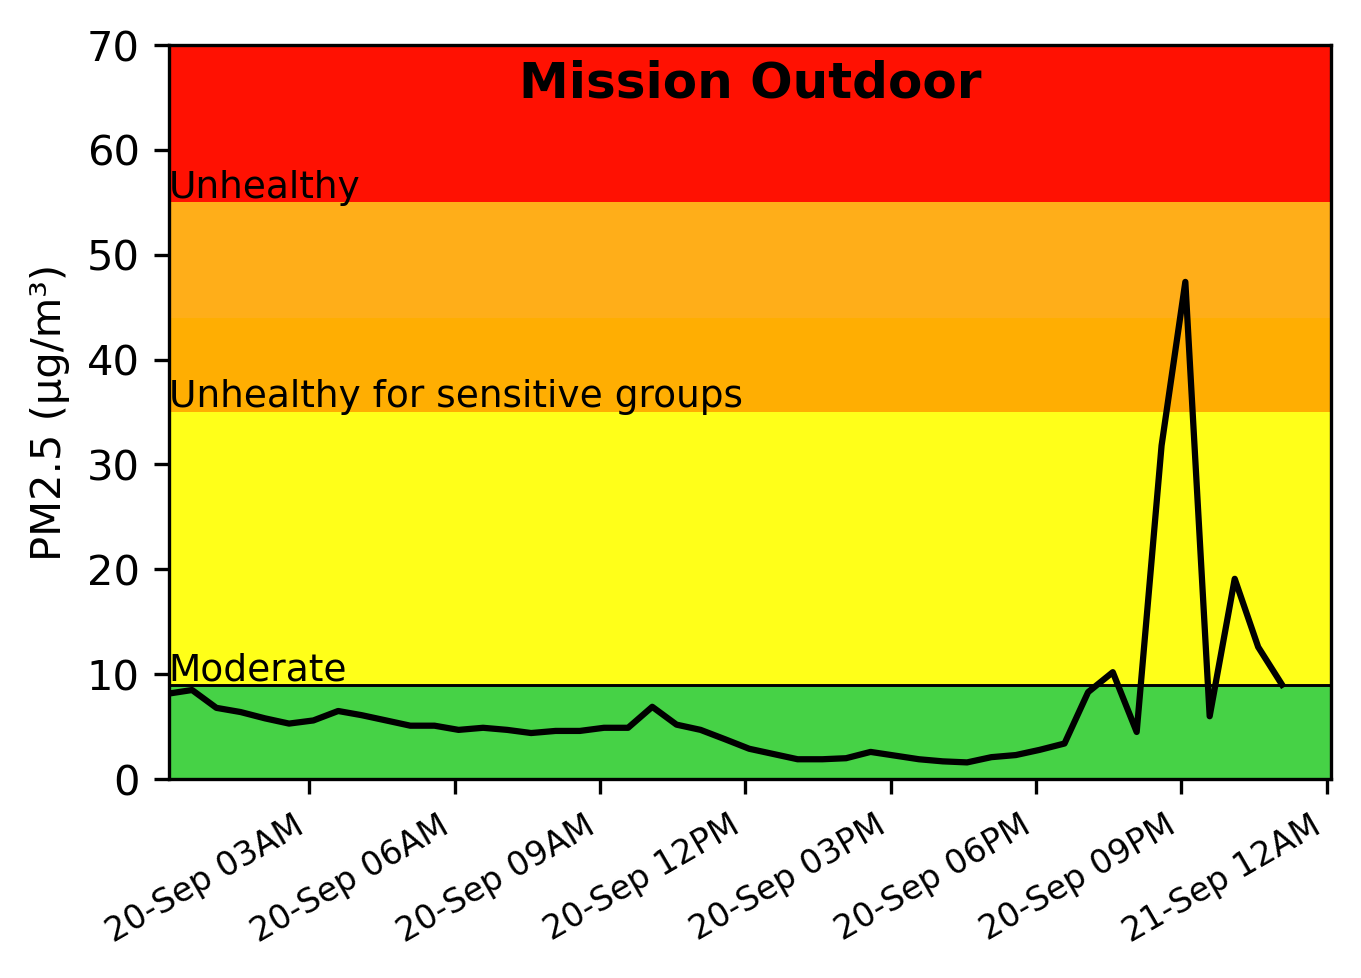 Mission Outdoor
PM2.5 (µg/m³)
70
60
50
40
30
20
10
0
Unhealthy
Unhealthy for sensitive groups
Moderate
20-Sep 03AM
20-Sep 06AM
20-Sep 09AM
20-Sep 12PM
20-Sep 03PM
20-Sep 06PM
20-Sep 09PM
21-Sep 12AM